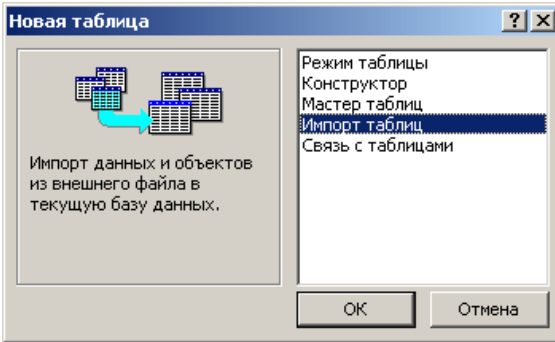 Новая таблица
Импорт данных и объектов
из внешнего файла в
текущую базу данных.
Режим таблицы
Конструктор
Мастер таблиц
Импорт таблиц
Связь с таблицами
ОК
Отмена